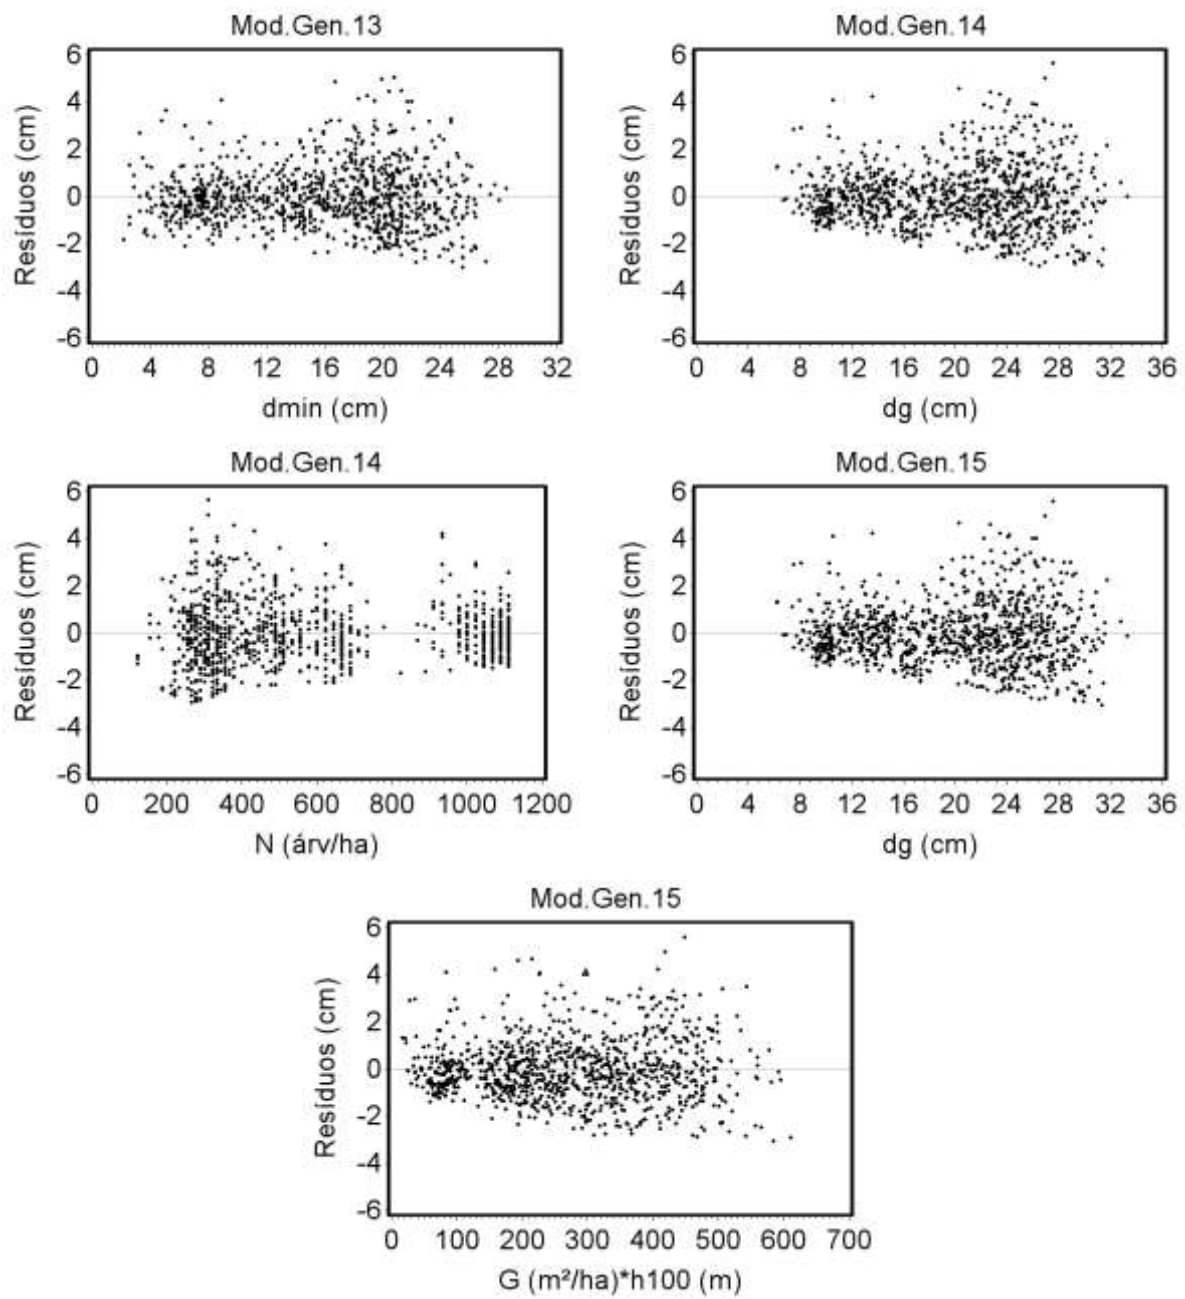 Mod.Gen.13
6
4
2
0
-2
-4
-6
Resíduos (cm)
0 4 8 12 16 20 24 28 32
dmin (cm)
Mod.Gen.14
6
4
2
0
-2
-4
-6
Resíduos (cm)
0 4 8 12 16 20 24 28 32 36
dg (cm)
Mod.Gen.14
6
4
2
0
-2
-4
-6
Resíduos (cm)
0 200 400 600 800 1000 1200
N (árv/ha)
Mod.Gen.15
6
4
2
0
-2
-4
-6
Resíduos (cm)
0 4 8 12 16 20 24 28 32 36
dg (cm)
Mod.Gen.15
6
4
2
0
-2
-4
-6
Resíduos (cm)
0 100 200 300 400 500 600 700
G (m²/ha)*h100 (m)